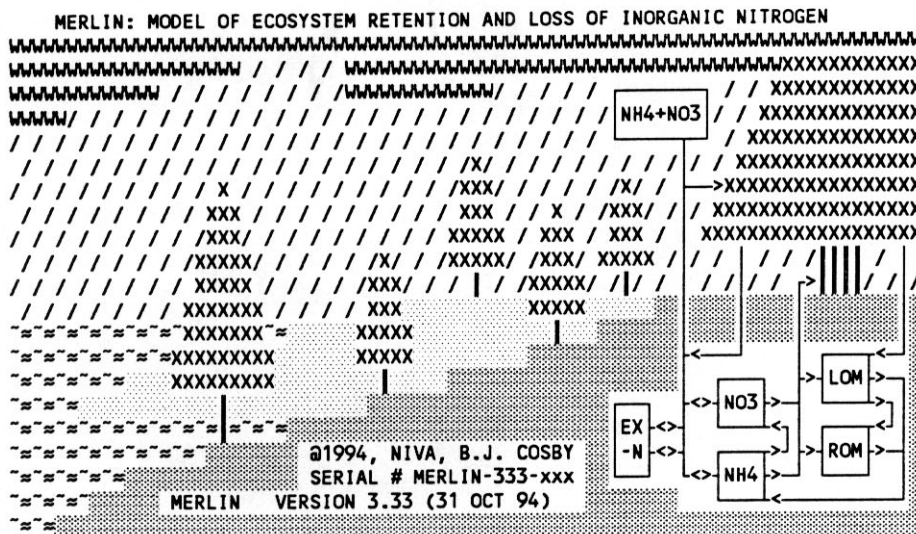 MERLIN: MODEL OF ECOSYSTEM RETENTION AND LOSS OF INORGANIC NITROGEN
NH4+NO3
LOM
NO3
EX
-N
ROM
NH4
@1994, NIVA, B.J. COSBY
SERIAL # MERLIN-333-xxx
MERLIN VERSION 3.33 (31 OCT 94)